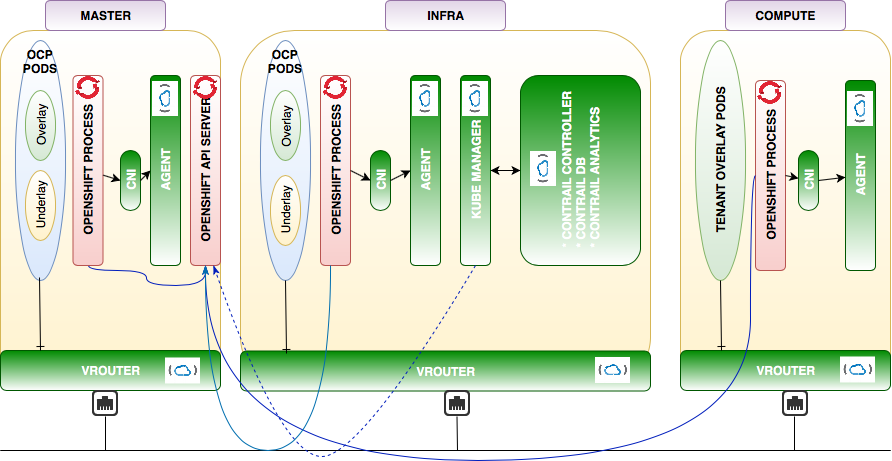 MASTER
INFRA
COMPUTE
OCP
PODS
Overlay
Underlay
OPENSHIFT PROCESS
CNI
AGENT
OPENSHIFT API SERVER
OCP
PODS
Overlay
Underlay
OPENSHIFT PROCESS
CNI
AGENT
KUBE MANAGER
* CONTRAIL CONTROLLER
* CONTRAIL DB
* CONTRAIL ANALYTICS
TENANT OVERLAY PODS
OPENSHIFT PROCESS
CNI
AGENT
VROUTER
VROUTER
VROUTER